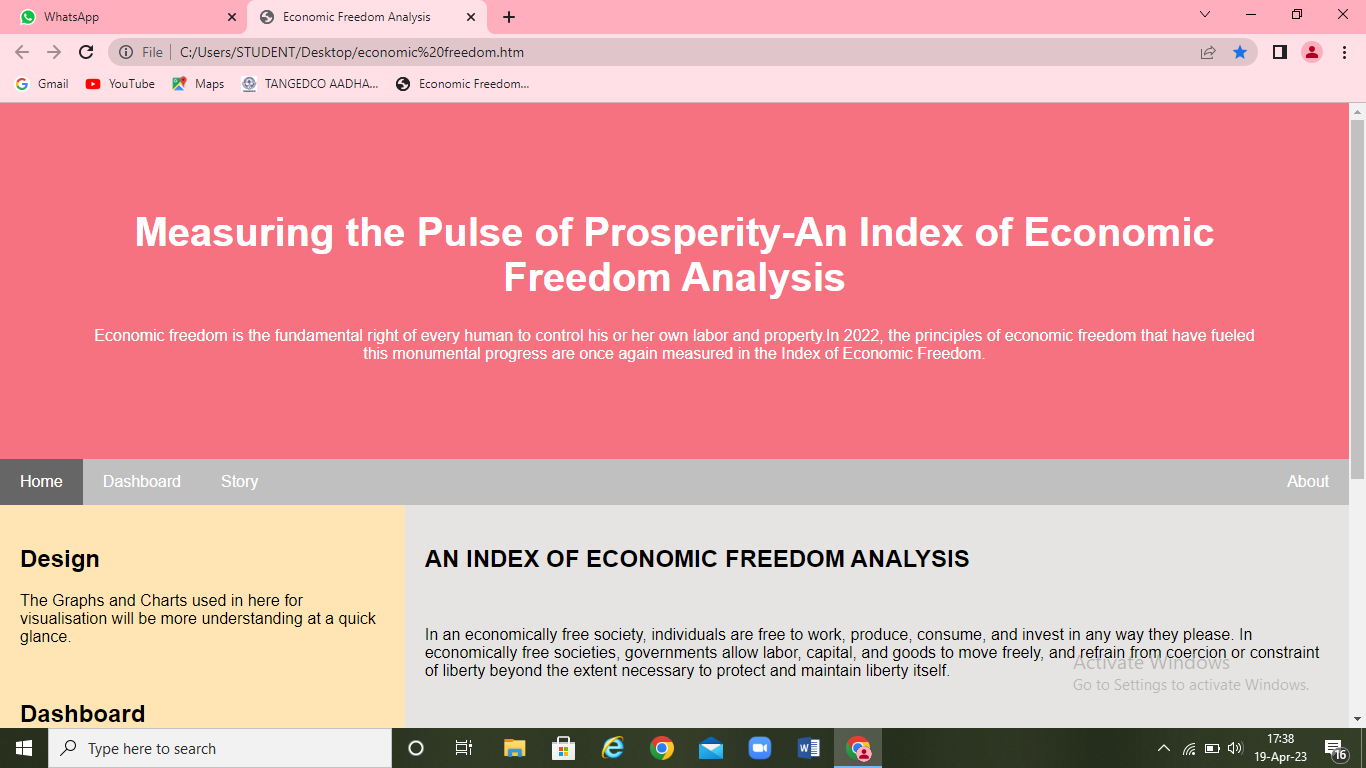 WhatsApp
Economic Freedom Analysis
File
C:/Users/STUDENT/Desktop/economic%20freedom.htm
Gmail
YouTube
Maps
TANGEDCO AADHA...
Economic Freedom...
Measuring the Pulse of Prosperity-An Index of Economic
Freedom Analysis
Economic freedom is the fundamental right of every human to control his or her own labor and property.In 2022, the principles of economic freedom that have fueled
this monumental progress are once again measured in the Index of Economic Freedom.
Home
Dashboard
Story
About
Design
The Graphs and Charts used in here for
visualisation will be more understanding at a quick
glance.
Dashboard
AN INDEX OF ECONOMIC FREEDOM ANALYSIS
In an economically free society, individuals are free to work, produce, consume, and invest in any way they please. In
economically free societies, governments allow labor, capital, and goods to move freely, and refrain from coercion or constraint
of liberty beyond the extent necessary to protect and maintain liberty itself.
Activate Windows
Go to Settings to activate Windows.
Type here to search
17:38
19-Apr-23
16